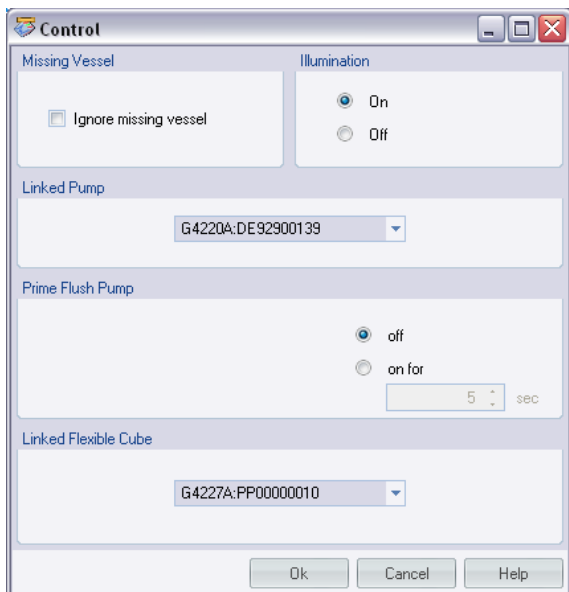 Control
Missing Vessel
Ignore missing vessel
Illumination
On
Off
Linked Pump
G4220A:DE92900139
Prime Flush Pump
off
on for
5 sec
Linked Flexible Cube
G4227A:PP00000010
Ok Cancel Help